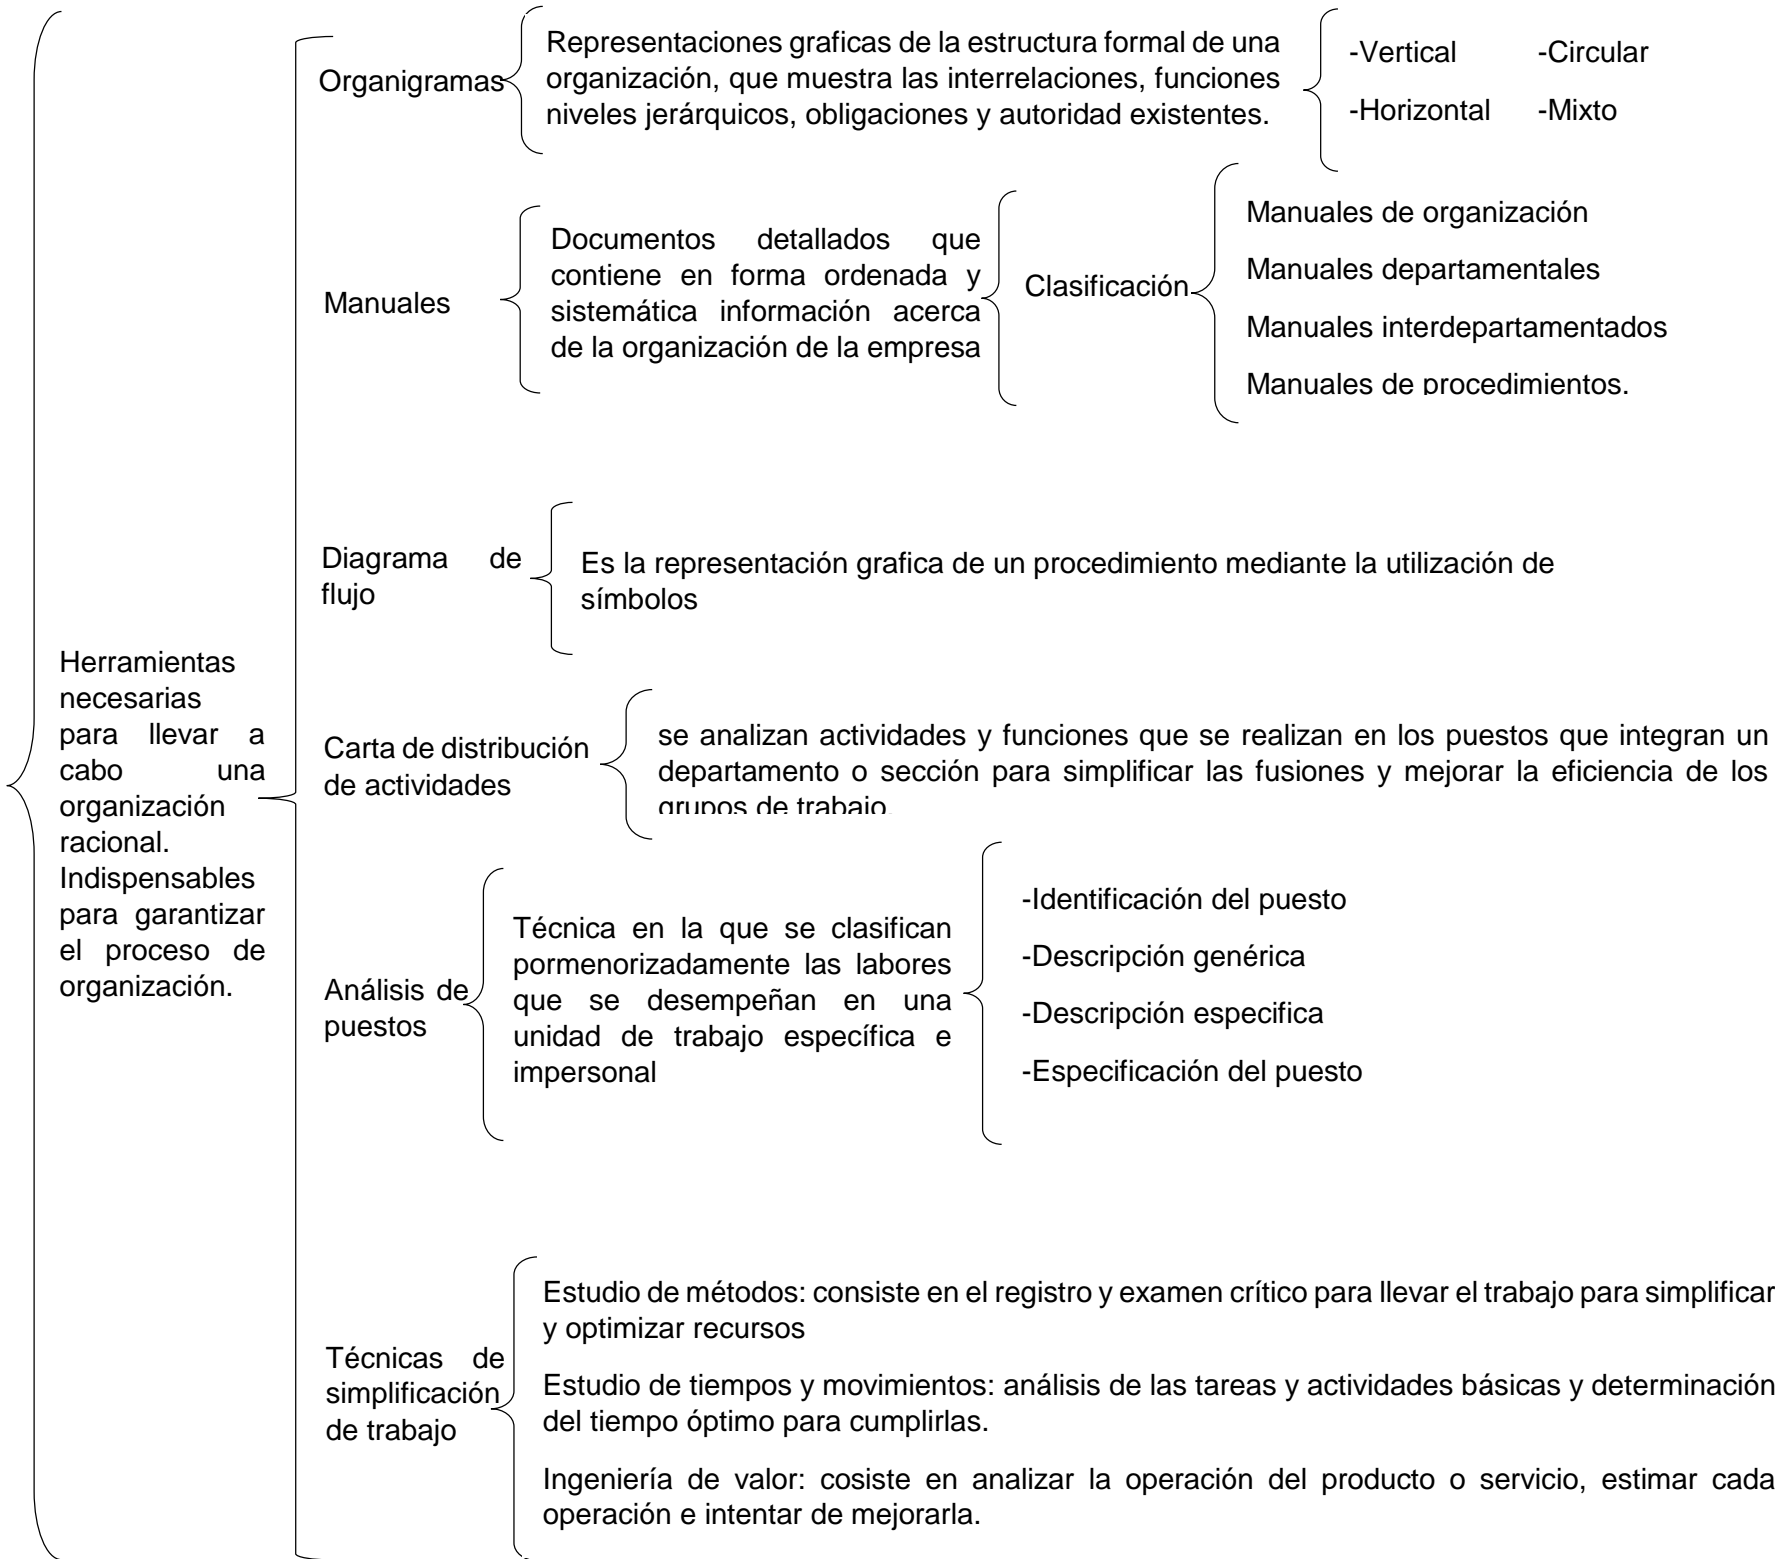 Organigramas
Representaciones graficas de la estructura formal de una
organización, que muestra las interrelaciones, funciones
niveles jerárquicos, obligaciones y autoridad existentes.
-Vertical -Circular
-Horizontal -Mixto
Manuales
Documentos detallados que
contiene en forma ordenada y
sistemática información acerca
de la organización de la empresa
Clasificación
Manuales de organización
Manuales departamentales
Manuales interdepartamentados
Manuales de procedimientos.
Diagrama de
flujo
Es la representación grafica de un procedimiento mediante la utilización de
símbolos
Herramientas
necesarias
para llevar a
cabo una
organización
racional.
Indispensables
para garantizar
el proceso de
organización.
Carta de distribución
de actividades
se analizan actividades y funciones que se realizan en los puestos que integran un
departamento o sección para simplificar las fusiones y mejorar la eficiencia de los
grupos de trabajo.
Análisis de
puestos
Técnica en la que se clasifican
pormenorizadamente las labores
que se desempeñan en una
unidad de trabajo específica e
impersonal
-Identificación del puesto
-Descripción genérica
-Descripción especifica
-Especificación del puesto
Técnicas de
simplificación
de trabajo
Estudio de métodos: consiste en el registro y examen crítico para llevar el trabajo para simplificar
y optimizar recursos
Estudio de tiempos y movimientos: análisis de las tareas y actividades básicas y determinación
del tiempo óptimo para cumplirlas.
Ingeniería de valor: cosiste en analizar la operación del producto o servicio, estimar cada
operación e intentar de mejorarla.